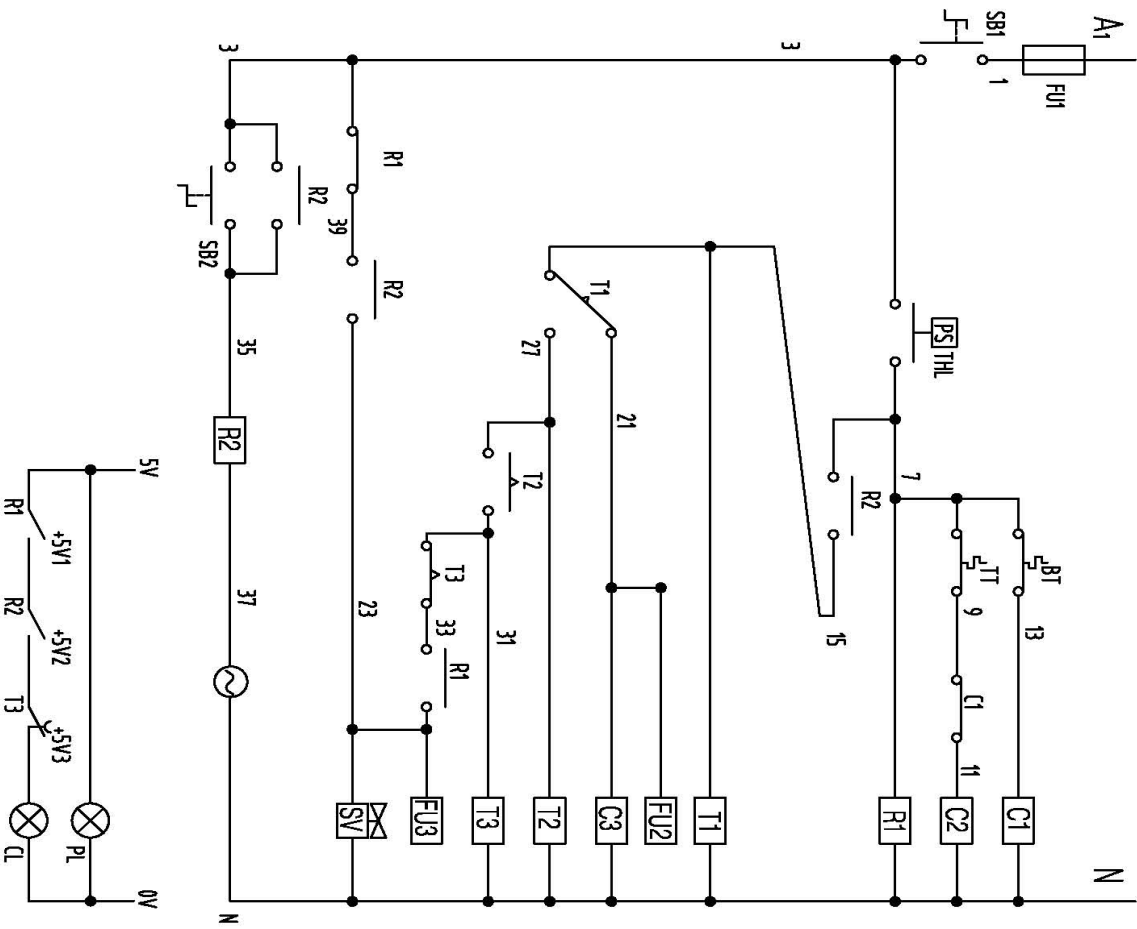 A1
FU1
1
SB1
3
3
PS THL
7
R2
15
BT
13
C1
TT
9
C1
11
C2
R1
T1
FU2
T1
21
C3
27
T2
T2
31
T3
T3
33
R1
FU3
R1
39
R2
23
SV
R2
SB2
35
R2
37
N
N
5V
0V
PL
R1
+5V1
R2
+5V2
T3
+5V3
CL